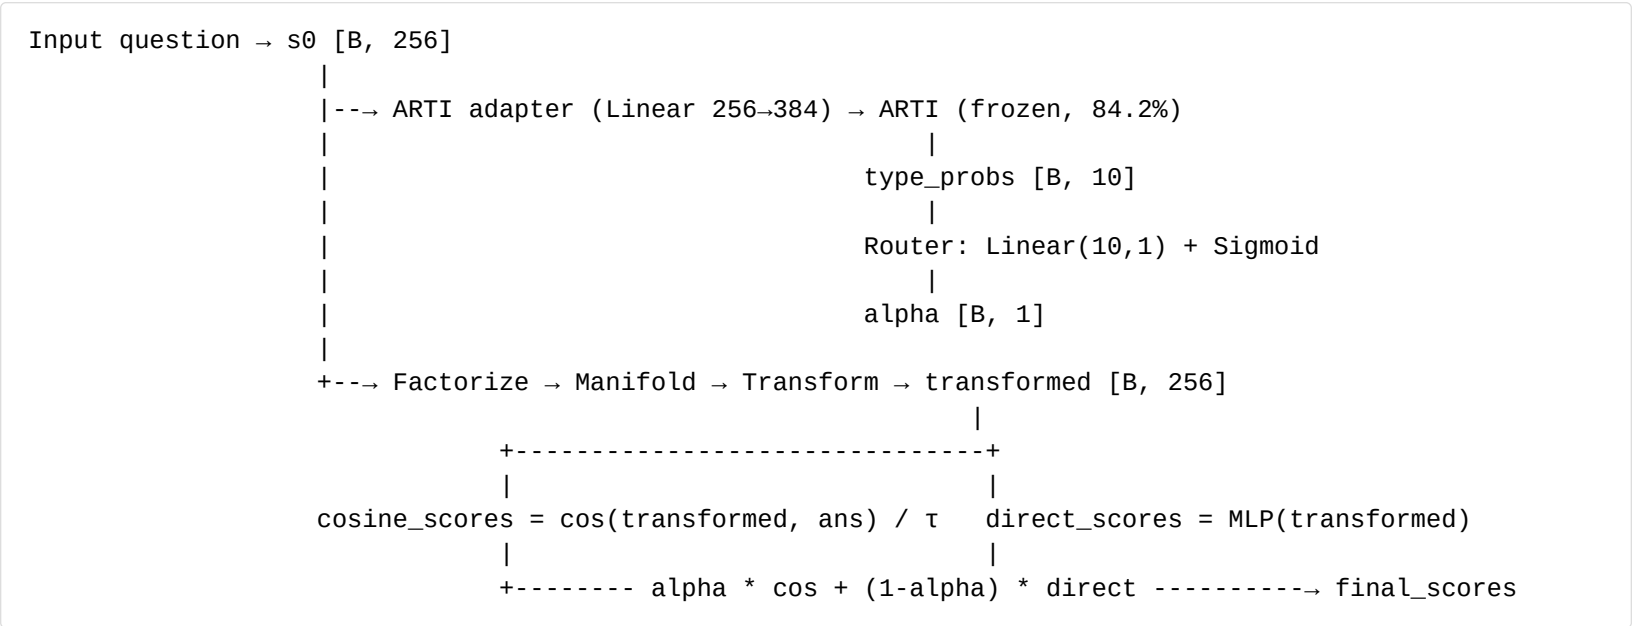 Input question → s0 [B, 256]
|
|--→ ARTI adapter (Linear 256→384) → ARTI (frozen, 84.2%)
| |
| type_probs [B, 10]
| |
| Router: Linear(10,1) + Sigmoid
| |
| alpha [B, 1]
|
+--→ Factorize → Manifold → Transform → transformed [B, 256]
|
+-------------------------------+
| |
cosine_scores = cos(transformed, ans) / τ direct_scores = MLP(transformed)
| |
+-------- alpha * cos + (1-alpha) * direct ----------→ final_scores